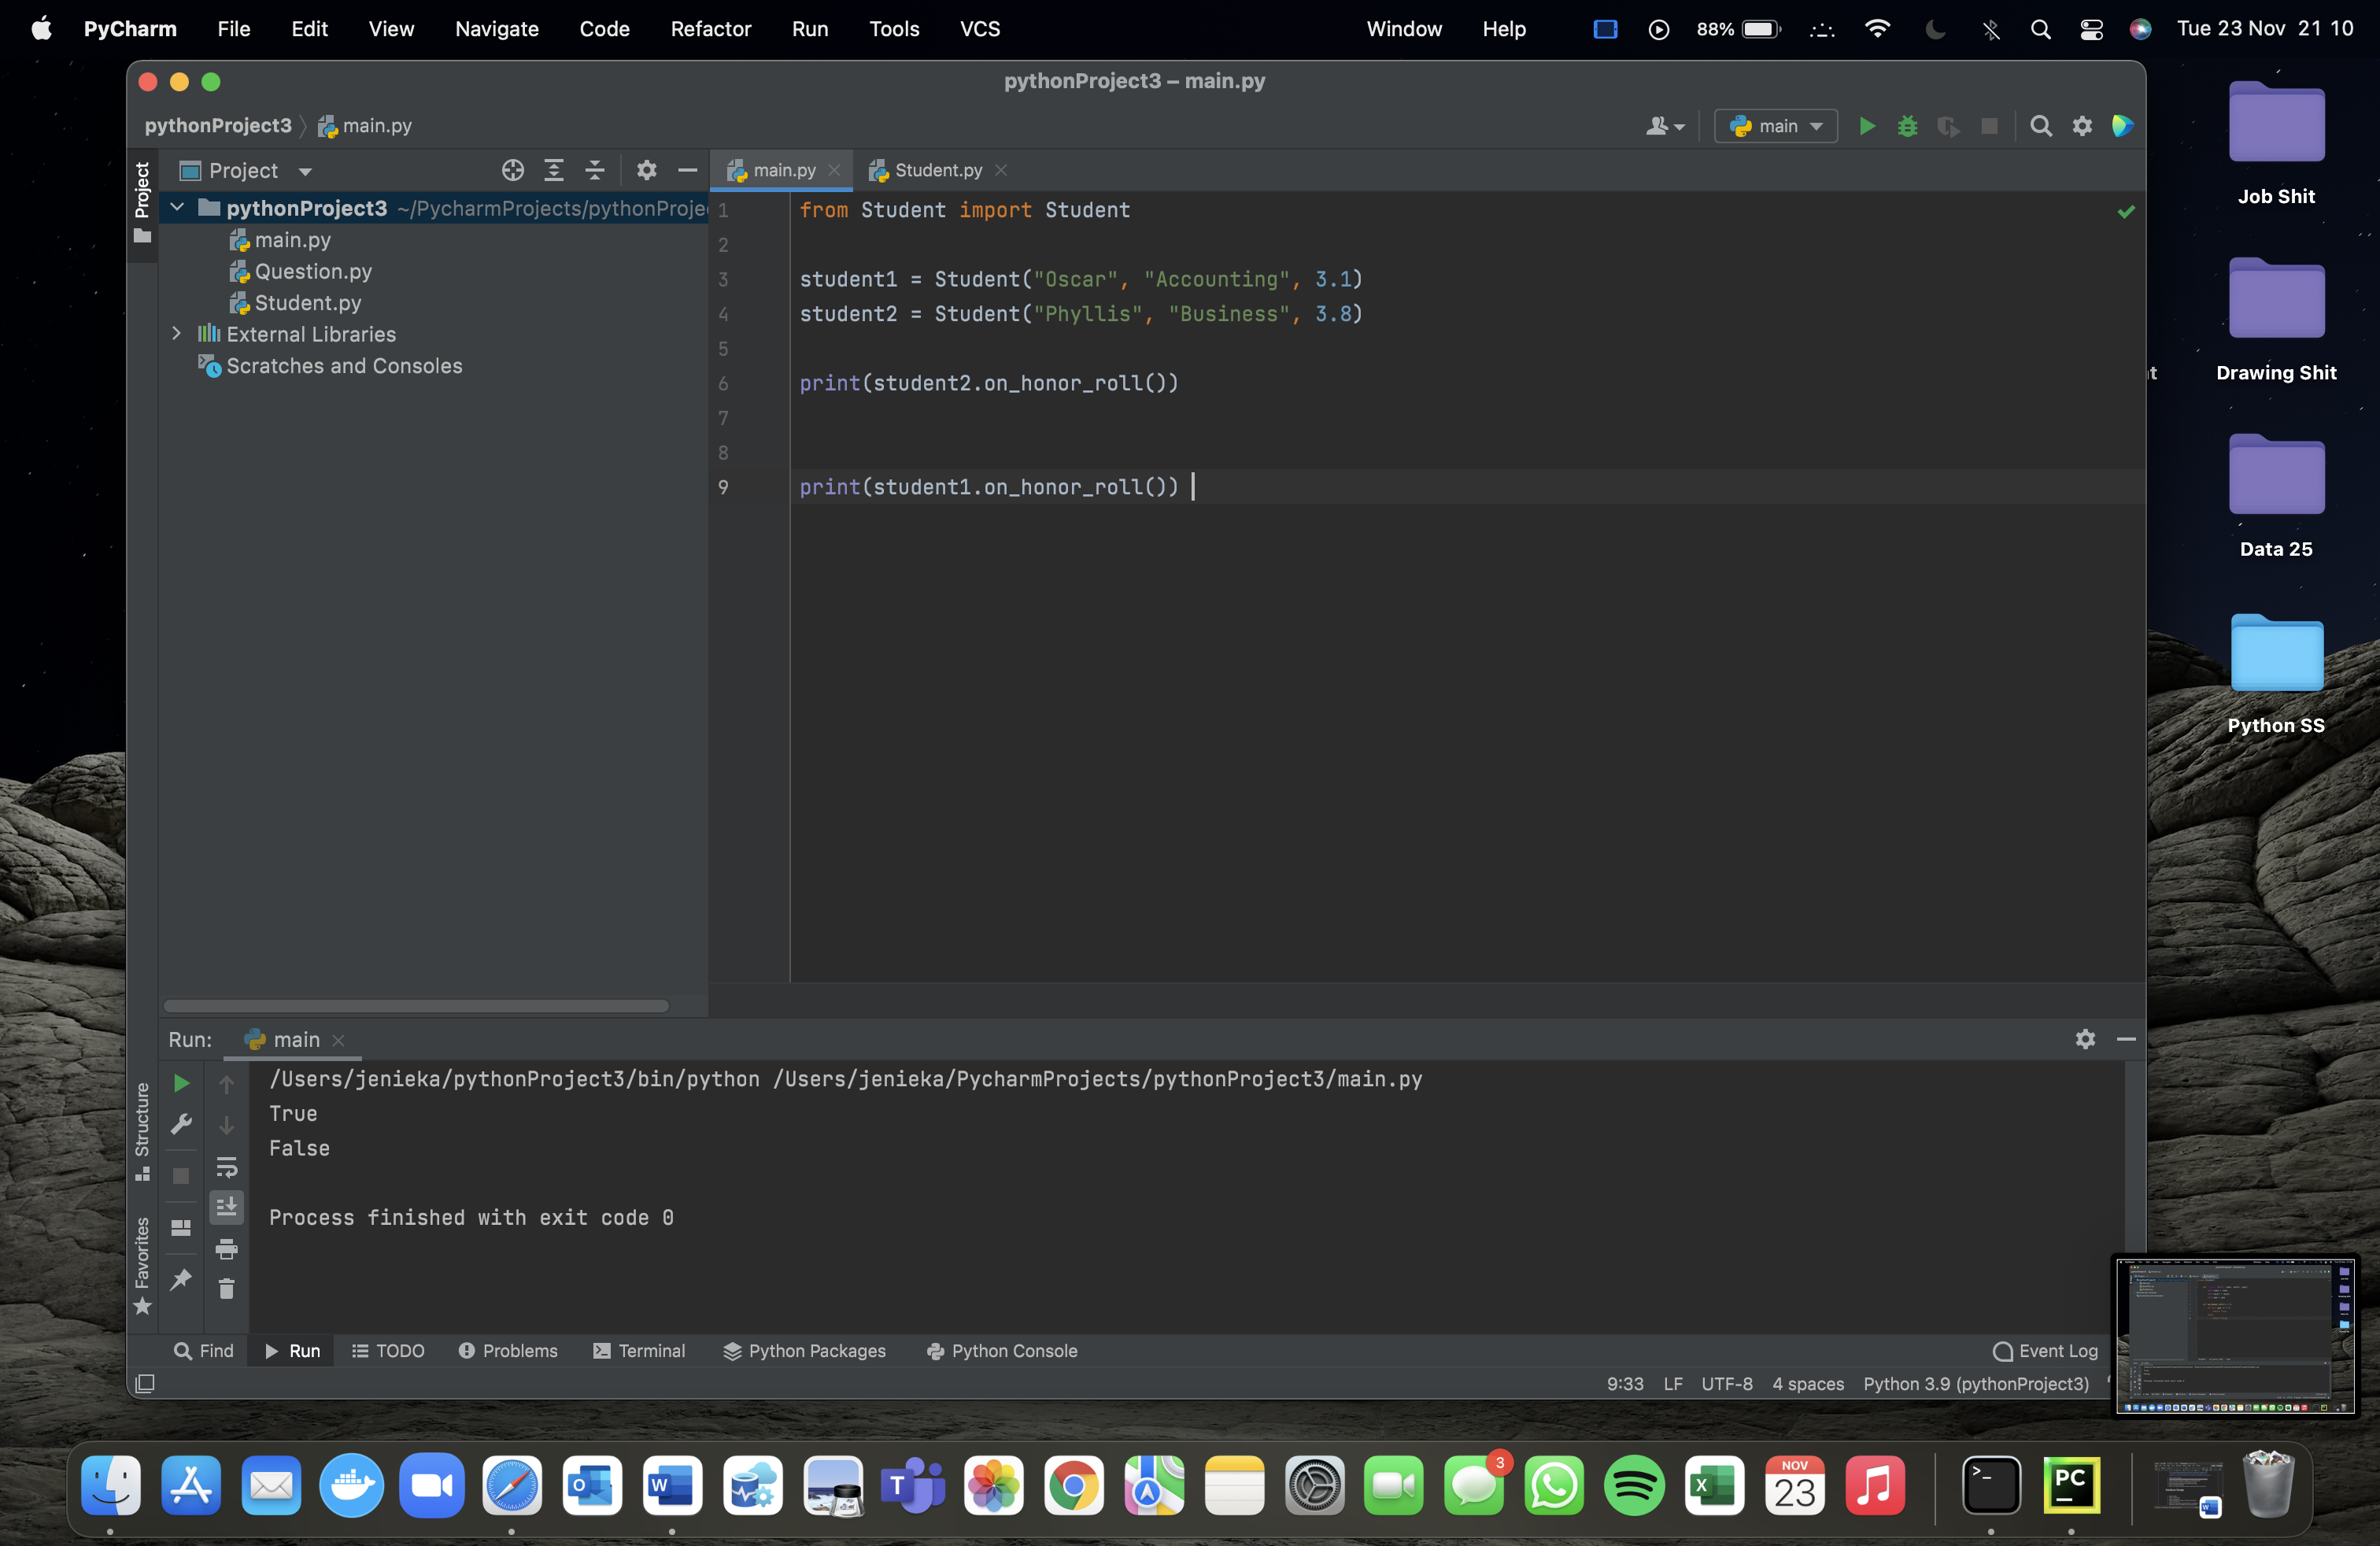 PyCharm File Edit View Navigate Code Refactor Run Tools VCS Window Help 88% Tue 23 Nov 21 10
pythonProject3 – main.py
pythonProject3 main.py main
Project Project main.py Student.py
pythonProject3 ~/PycharmProjects/pythonProje
main.py
Question.py
Student.py
External Libraries
Scratches and Consoles
1 from Student import Student
2
3 student1 = Student("Oscar", "Accounting", 3.1)
4 student2 = Student("Phyllis", "Business", 3.8)
5
6 print(student2.on_honor_roll())
7
8
9 print(student1.on_honor_roll())
Job Shit
t Drawing Shit
Data 25
Python SS
Run: main
/Users/jenieka/pythonProject3/bin/python /Users/jenieka/PycharmProjects/pythonProject3/main.py
True
False
Process finished with exit code 0
Structure
Favorites
Find Run TODO Problems Terminal Python Packages Python Console Event Log
9:33 LF UTF-8 4 spaces Python 3.9 (pythonProject3)
3
NOV
23
PC